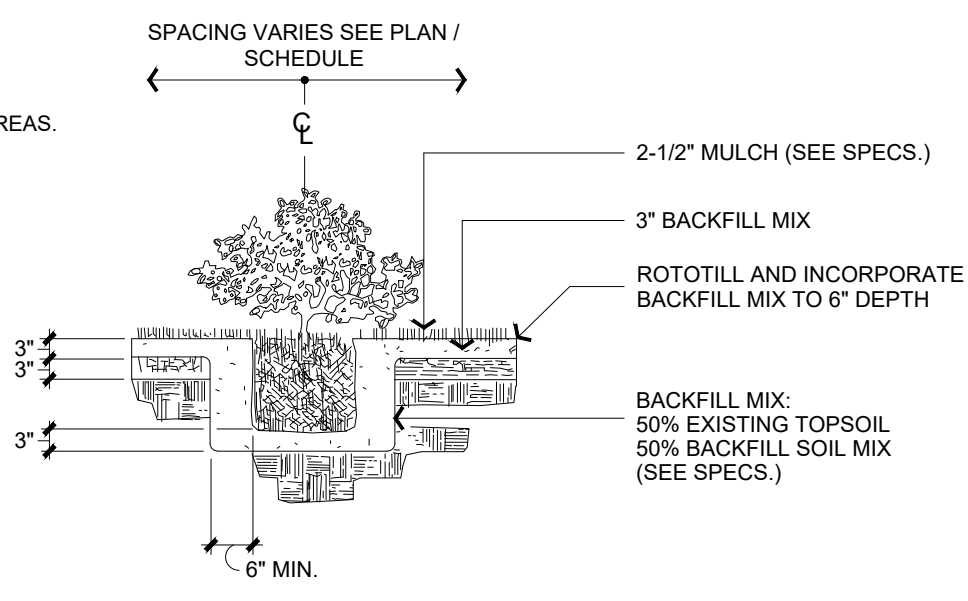 SPACING VARIES SEE PLAN /
SCHEDULE
REAS.
CL
2-1/2" MULCH (SEE SPECS.)
3" BACKFILL MIX
ROTOTILL AND INCORPORATE
BACKFILL MIX TO 6" DEPTH
3"
3"
BACKFILL MIX:
50% EXISTING TOPSOIL
50% BACKFILL SOIL MIX
(SEE SPECS.)
3"
6" MIN.